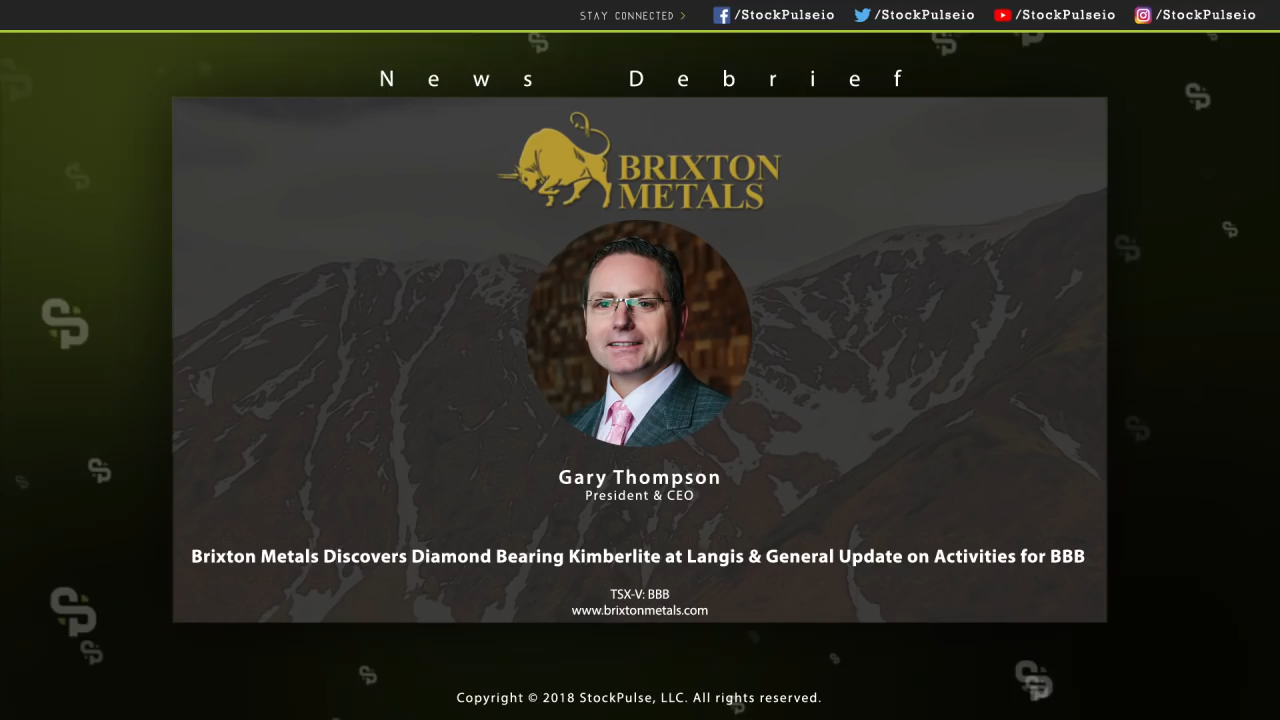 STAY CONNECTED >
/StockPulseio
/StockPulseio
/StockPulseio
/StockPulseio
News Debrief
BRIXTON
METALS
Gary Thompson
President & CEO
Brixton Metals Discovers Diamond Bearing Kimberlite at Langis & General Update on Activities for BBB
TSX-V: BBB
www.brixtonmetals.com
Copyright © 2018 StockPulse, LLC. All rights reserved.